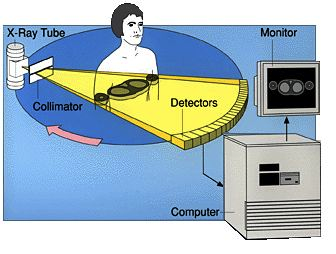 X-Ray Tube
Monitor
Collimator
Detectors
Computer